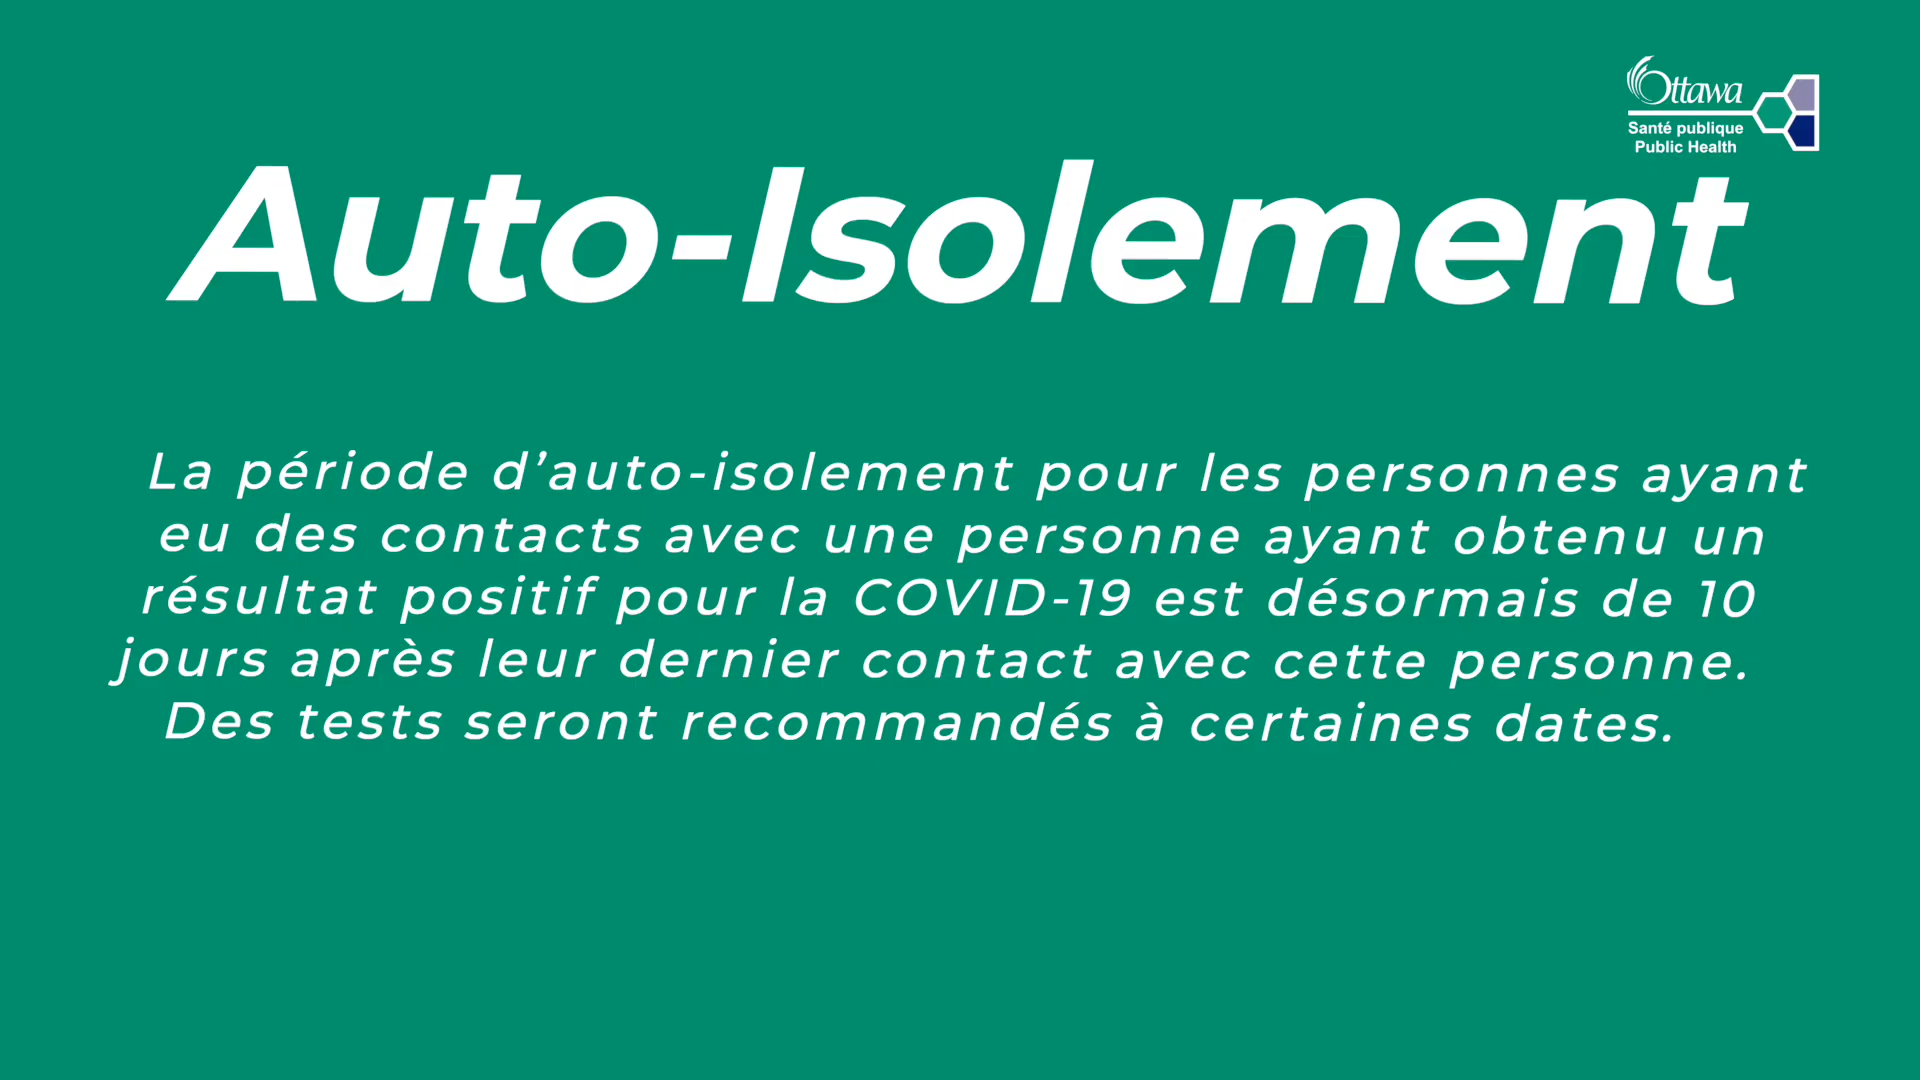 Ottawa
Santé publique
Public Health
Auto-Isolement
La période d’auto-isolement pour les personnes ayant
eu des contacts avec une personne ayant obtenu un
résultat positif pour la COVID-19 est désormais de 10
jours après leur dernier contact avec cette personne.
Des tests seront recommandés à certaines dates.